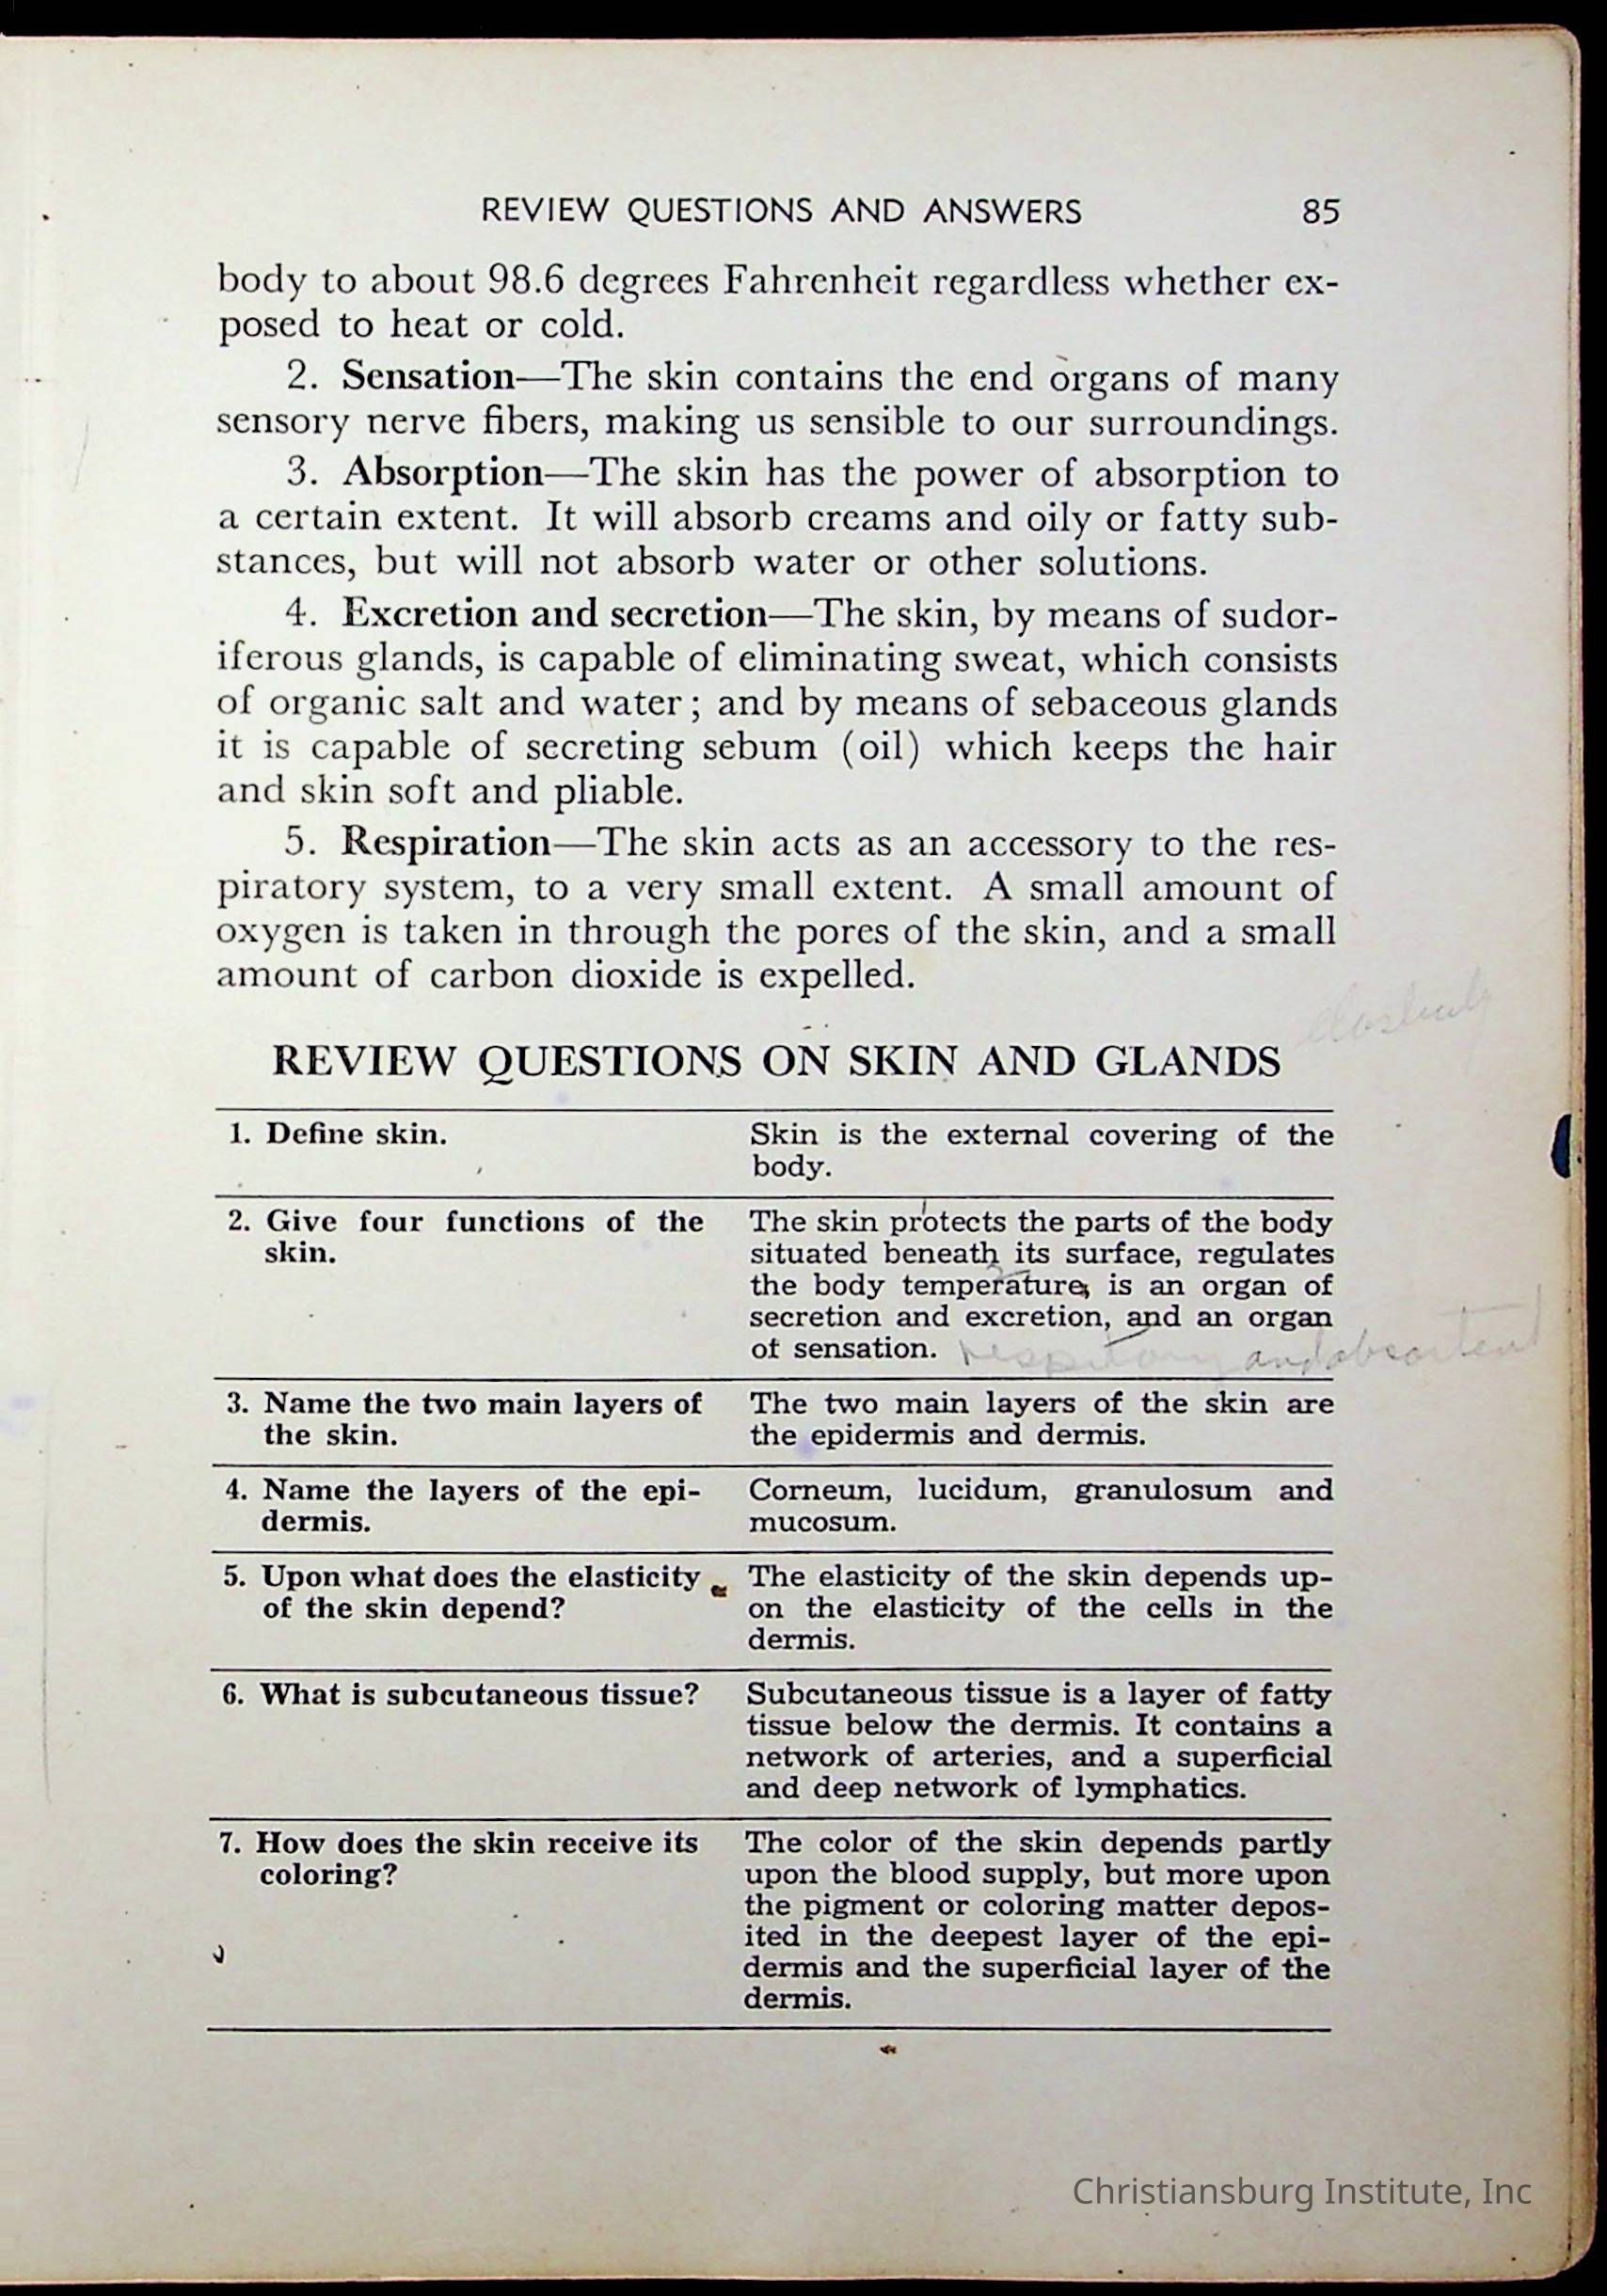 REVIEW QUESTIONS AND ANSWERS 85
body to about 98.6 degrees Fahrenheit regardless whether ex-
posed to heat or cold.
2. Sensation—The skin contains the end organs of many
sensory nerve fibers, making us sensible to our surroundings.
3. Absorption—The skin has the power of absorption to
a certain extent. It will absorb creams and oily or fatty sub-
stances, but will not absorb water or other solutions.
4. Excretion and secretion—The skin, by means of sudor-
iferous glands, is capable of eliminating sweat, which consists
of organic salt and water; and by means of sebaceous glands
it is capable of secreting sebum (oil) which keeps the hair
and skin soft and pliable.
5. Respiration—The skin acts as an accessory to the res-
piratory system, to a very small extent. A small amount of
oxygen is taken in through the pores of the skin, and a small
amount of carbon dioxide is expelled.
REVIEW QUESTIONS ON SKIN AND GLANDS
1. Define skin.
Skin is the external covering of the
body.
2. Give four functions of the
skin.
The skin protects the parts of the body
situated beneath its surface, regulates
the body temperature, is an organ of
secretion and excretion, and an organ
of sensation. and
3. Name the two main layers of
the skin.
The two main layers of the skin are
the epidermis and dermis.
4. Name the layers of the epi-
dermis.
Corneum, lucidum, granulosum and
mucosum.
5. Upon what does the elasticity
of the skin depend?
The elasticity of the skin depends up-
on the elasticity of the cells in the
dermis.
6. What is subcutaneous tissue?
Subcutaneous tissue is a layer of fatty
tissue below the dermis. It contains a
network of arteries, and a superficial
and deep network of lymphatics.
7. How does the skin receive its
coloring?
The color of the skin depends partly
upon the blood supply, but more upon
the pigment or coloring matter depos-
ited in the deepest layer of the epi-
dermis and the superficial layer of the
dermis.
Christiansburg Institute, Inc